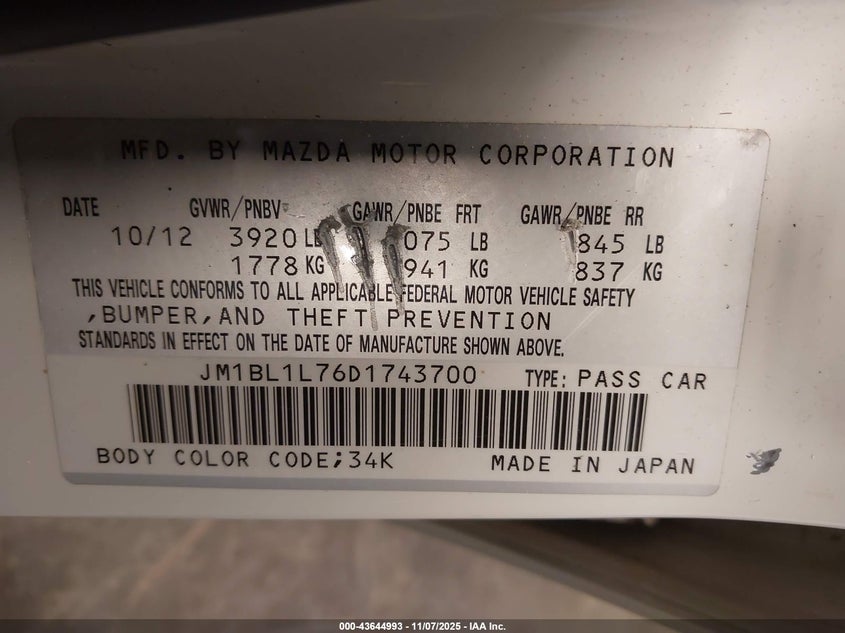 MFD. BY MAZDA MOTOR CORPORATION
DATE GVWR/PNBV GAWR/PNBE FRT GAWR/PNBE RR
10/12 3920 LB 075 LB 845 LB
1778 KG 941 KG 837 KG
THIS VEHICLE CONFORMS TO ALL APPLICABLE FEDERAL MOTOR VEHICLE SAFETY
,BUMPER,AND THEFT PREVENTION
STANDARDS IN EFFECT ON THE DATE OF MANUFACTURE SHOWN ABOVE.
JM1BL1L76D1743700 TYPE: PASS CAR
BODY COLOR CODE;34K MADE IN JAPAN
000-43644993 - 11/07/2025 - IAA Inc.